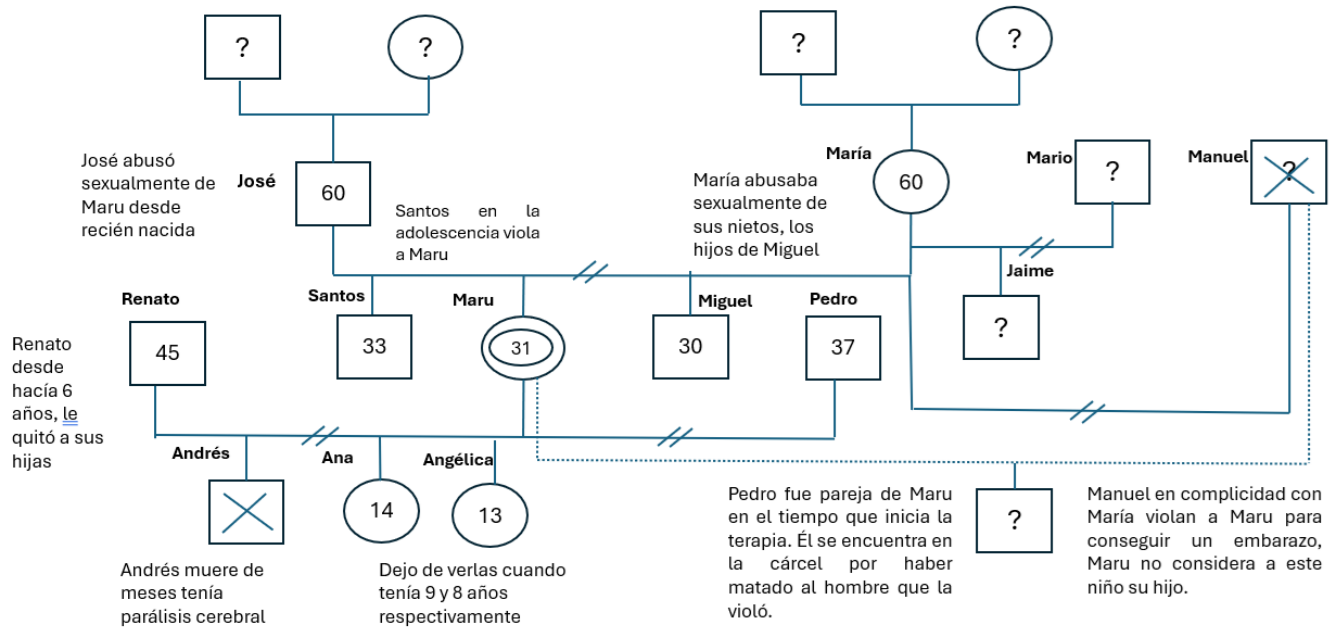 ?
?
?
?
José abusó
sexualmente de
Maru desde
recién nacida
José
60
Santos en la
adolescencia viola
a Maru
María abusaba
sexualmente de
sus nietos, los
hijos de Miguel
María
60
Mario
?
Manuel
?
Renato
45
Renato
desde
hacía 6
años, le
quitó a sus
hijas
Santos
33
Maru
31
Miguel
30
Pedro
37
Jaime
?
Andrés
Ana
14
Angélica
13
?
Andrés muere de
meses tenía
parálisis cerebral
Dejo de verlas cuando
tenía 9 y 8 años
respectivamente
Pedro fue pareja de Maru
en el tiempo que inicia la
terapia. Él se encuentra en
la cárcel por haber
matado al hombre que la
violó.
Manuel en complicidad con
María violan a Maru para
conseguir un embarazo,
Maru no considera a este
niño su hijo.